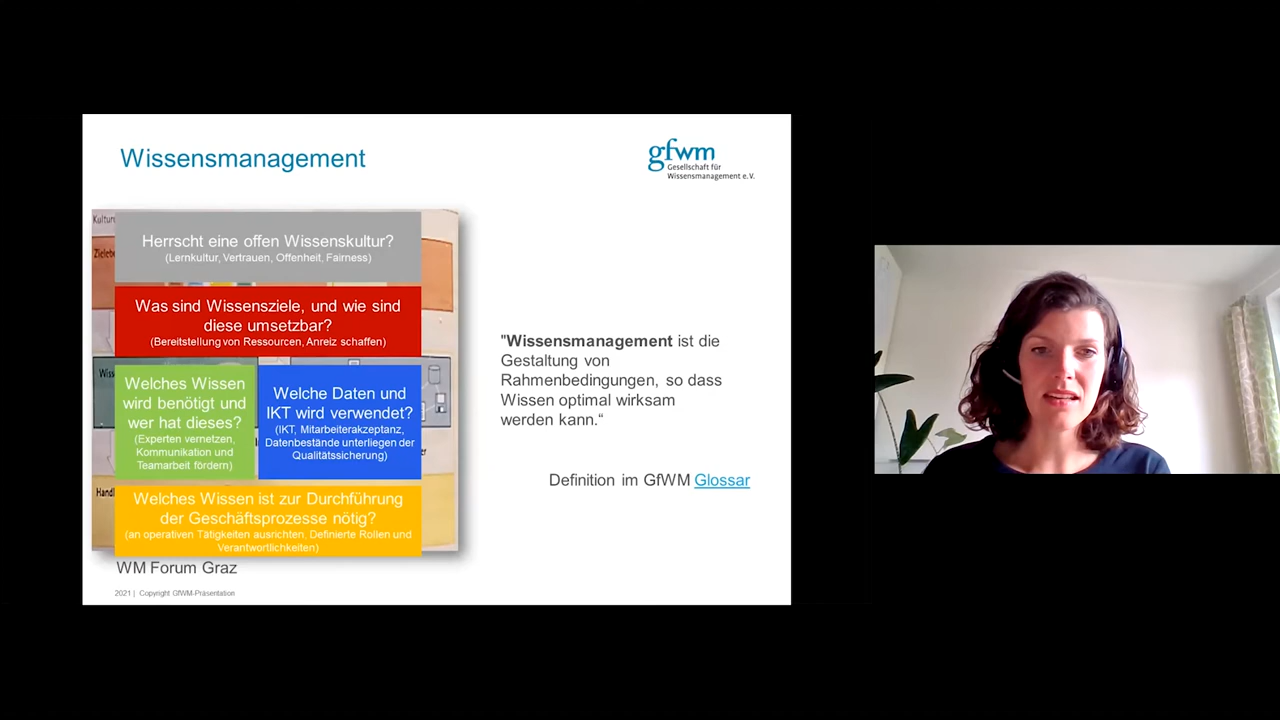 Wissensmanagement
gfwm
Gesellschaft für
Wissensmanagement e.V.
Kultur
Herrscht eine offen Wissenskultur?
(Lernkultur, Vertrauen, Offenheit, Fairness)
Was sind Wissensziele, und wie sind
diese umsetzbar?
(Bereitstellung von Ressourcen, Anreiz schaffen)
Welches Wissen
wird benötigt und
wer hat dieses?
(Experten vernetzen,
Kommunikation und
Teamarbeit fördern)
Welche Daten und
IKT wird verwendet?
(IKT, Mitarbeiterakzeptanz,
Datenbestände unterliegen der
Qualitätssicherung)
Welches Wissen ist zur Durchführung
der Geschäftsprozesse nötig?
(an operativen Tätigkeiten ausrichten. Definierte Rollen und
Verantwortlichkeiten)
WM Forum Graz
"Wissensmanagement ist die
Gestaltung von
Rahmenbedingungen, so dass
Wissen optimal wirksam
werden kann.“
Definition im GfWM Glossar
2021 | Copyright GfWM-Präsentation